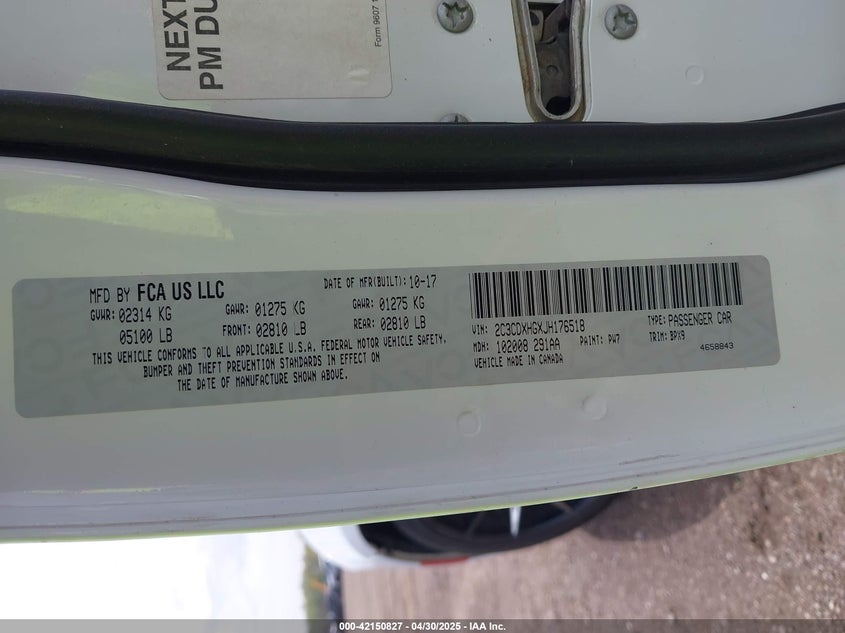 NEXT
PM DU
Form 9607
MFD BY FCA US LLC
DATE OF MFR(BUILT): 10-17
GVWR: 02314 KG
GAWR: 01275 KG
GAWR: 01275 KG
05100 LB
FRONT: 02810 LB
REAR: 02810 LB
THIS VEHICLE CONFORMS TO ALL APPLICABLE U.S.A. FEDERAL MOTOR VEHICLE SAFETY,
BUMPER AND THEFT PREVENTION STANDARDS IN EFFECT ON
THE DATE OF MANUFACTURE SHOWN ABOVE.
VIN: 2C3CDXHGXJH176518
TYPE: PASSENGER CAR
MDH: 102008 291AA
PAINT: PW7
TRIM: BPX9
VEHICLE MADE IN CANADA
4658843
000-42150827 - 04/30/2025 - IAA Inc.